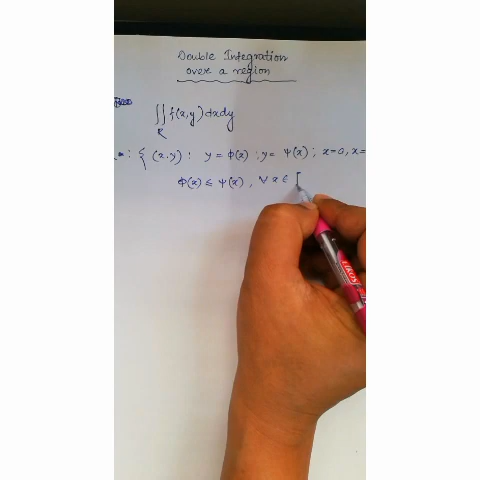 Double Integration
over a region
∬ f(x,y) dxdy
R
: { (x,y) : y = Φ(x) ; y = Ψ(x) ; x=a, x=
Φ(x) ≤ Ψ(x) , ∀ x ∈ [